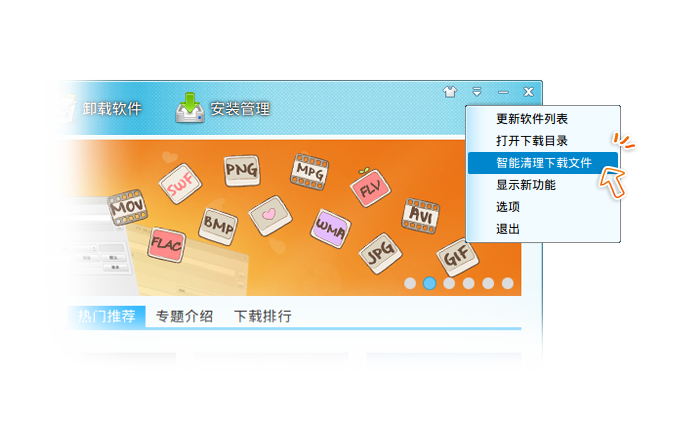 卸载软件
安装管理
更新软件列表
打开下载目录
智能清理下载文件
显示新功能
选项
退出
MOV
SWF
PNG
MPG
FLV
AVI
FLAC
BMP
WMA
JPG
GIF
热门推荐
专题介绍
下载排行